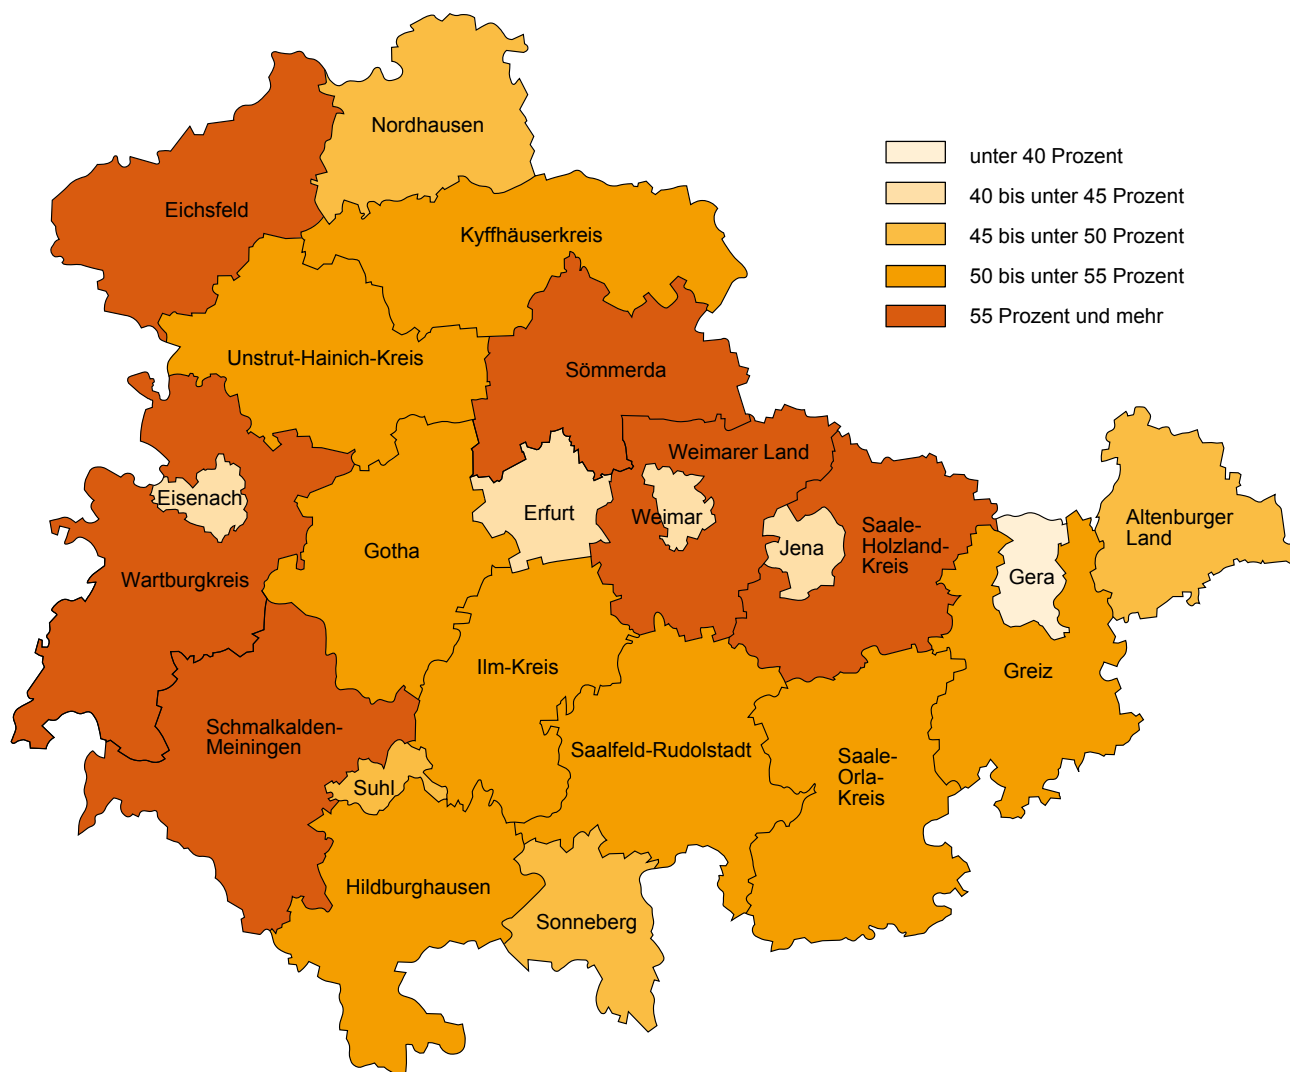 Nordhausen
unter 40 Prozent
40 bis unter 45 Prozent
45 bis unter 50 Prozent
50 bis unter 55 Prozent
55 Prozent und mehr
Eichsfeld
Kyffhäuserkreis
Unstrut-Hainich-Kreis
Sömmerda
Weimarer Land
Eisenach
Erfurt
Weimar
Jena
Saale-
Holzland-
Kreis
Altenburger
Land
Gotha
Wartburgkreis
Gera
Ilm-Kreis
Greiz
Schmalkalden-
Meiningen
Saalfeld-Rudolstadt
Saale-
Orla-
Kreis
Suhl
Hildburghausen
Sonneberg